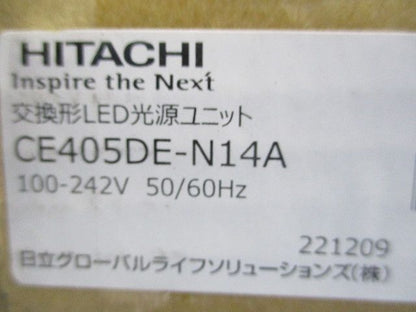 HITACHI
Inspire the Next
交換形LED光源ユニット
CE405DE-N14A
100-242V 50/60Hz
221209
日立グローバルライフソリューションズ(株)